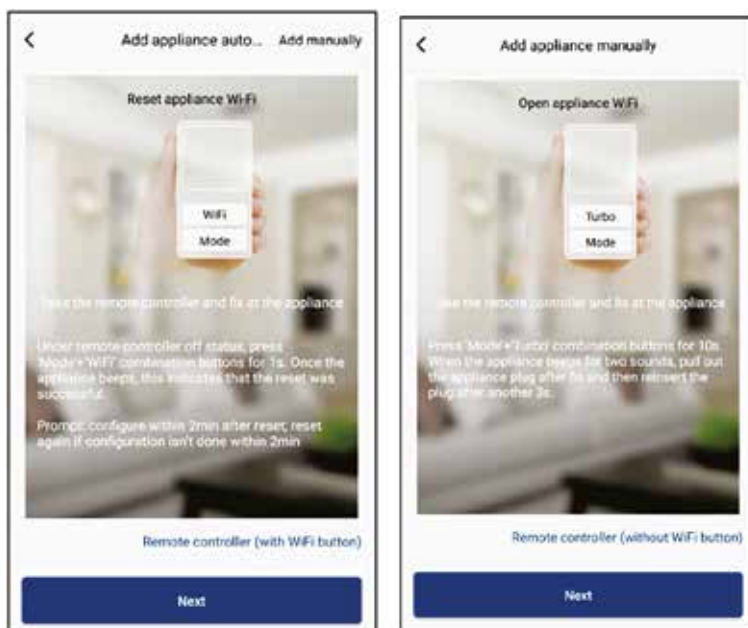 Add appliance auto... Add manually
Reset appliance Wi-Fi
WiFi
Mode
the remote controller and fix at the appliance
Under remote controller off status, press
'Mode'+'WiFi' combination buttons for 1s. Once the
appliance beeps, this indicates that the reset was
successful.
Prompt: configure within 2min after reset, reset
again if configuration isn't done within 2min
Remote controller (with WiFi button)
Next
Add appliance manually
Open appliance WiFi
Turbo
Mode
the remote controller and fix at the appliance
Press 'Mode'+'Turbo' combination buttons for 10s.
When the appliance beeps for two sounds, pull out
the appliance plug after and then reinsert the
plug after another 3s.
Remote controller (without WiFi button)
Next